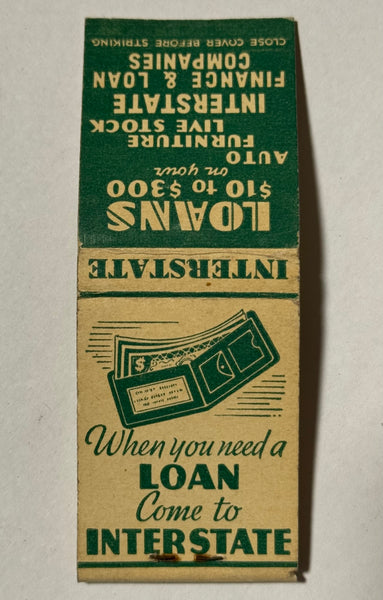 LOANS
$10 to $300
on your
AUTO
FURNITURE
LIVE STOCK
INTERSTATE
FINANCE & LOAN
COMPANIES
CLOSE COVER BEFORE STRIKING
INTERSTATE
$
When you need a
LOAN
Come to
INTERSTATE